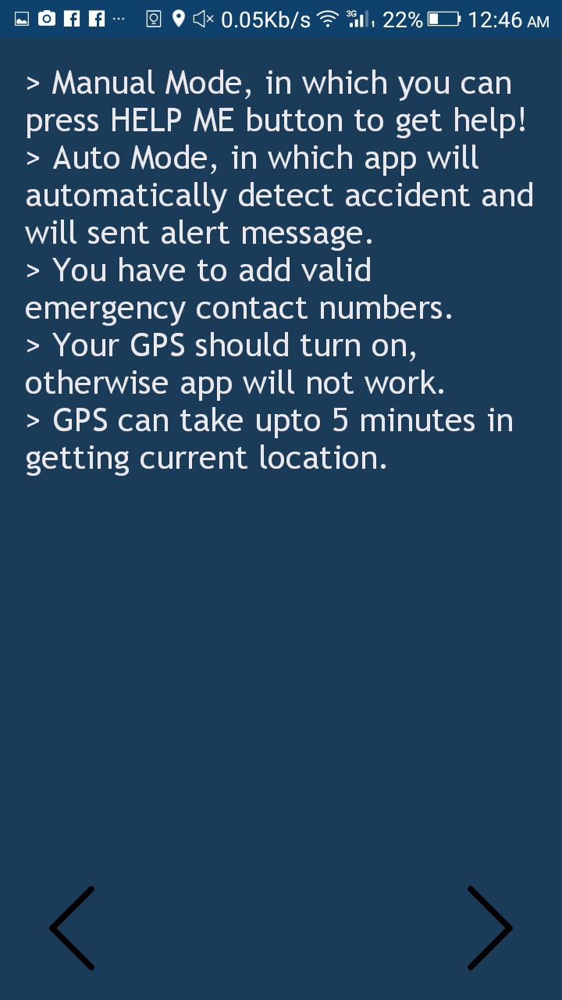 0.05Kb/s 3G 22% 12:46 AM
> Manual Mode, in which you can
press HELP ME button to get help!
> Auto Mode, in which app will
automatically detect accident and
will sent alert message.
> You have to add valid
emergency contact numbers.
> Your GPS should turn on,
otherwise app will not work.
> GPS can take upto 5 minutes in
getting current location.